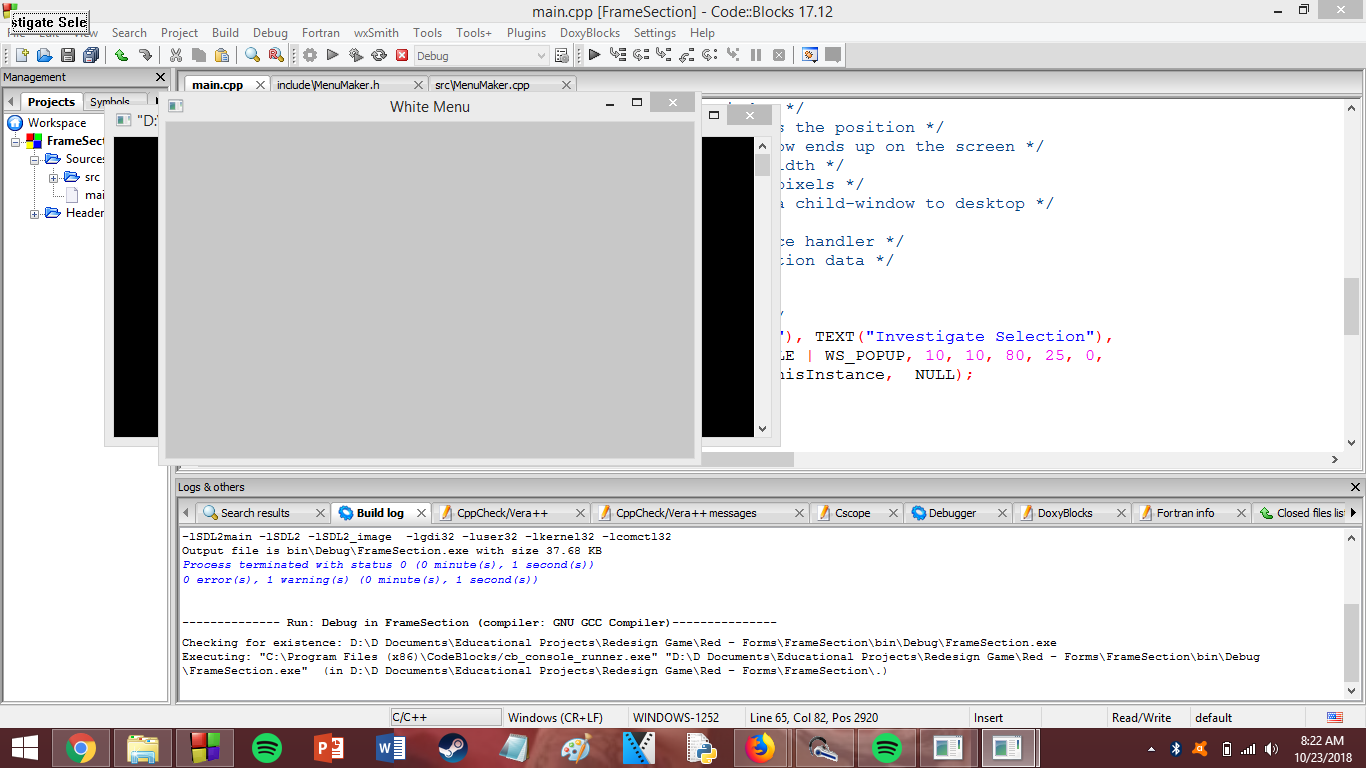 main.cpp [FrameSection] - Code::Blocks 17.12
stigate Sele
View Search Project Build Debug Fortran wxSmith Tools Tools+ Plugins DoxyBlocks Settings Help
Debug
Management
Projects Symbols
Workspace
FrameSect
Sources
src
mai
Header
main.cpp include\MenuMaker.h src\MenuMaker.cpp
"D:
White Menu
*/
s the position */
ow ends up on the screen */
idth */
pixels */
a child-window to desktop */
ce handler */
tion data */
"), TEXT("Investigate Selection"),
LE | WS_POPUP, 10, 10, 80, 25, 0,
hisInstance, NULL);
Logs & others
Search results Build log CppCheck/Vera++ CppCheck/Vera++ messages Cscope Debugger DoxyBlocks Fortran info Closed files lis
-lSDL2main -lSDL2 -lSDL2_image -lgdi32 -luser32 -lkernel32 -lcomctl32
Output file is bin\Debug\FrameSection.exe with size 37.68 KB
Process terminated with status 0 (0 minute(s), 1 second(s))
0 error(s), 1 warning(s) (0 minute(s), 1 second(s))
-------------- Run: Debug in FrameSection (compiler: GNU GCC Compiler)---------------
Checking for existence: D:\D Documents\Educational Projects\Redesign Game\Red - Forms\FrameSection\bin\Debug\FrameSection.exe
Executing: "C:\Program Files (x86)\CodeBlocks/cb_console_runner.exe" "D:\D Documents\Educational Projects\Redesign Game\Red - Forms\FrameSection\bin\Debug
\FrameSection.exe" (in D:\D Documents\Educational Projects\Redesign Game\Red - Forms\FrameSection\.)
C/C++ Windows (CR+LF) WINDOWS-1252 Line 65, Col 82, Pos 2920 Insert Read/Write default
8:22 AM
10/23/2018